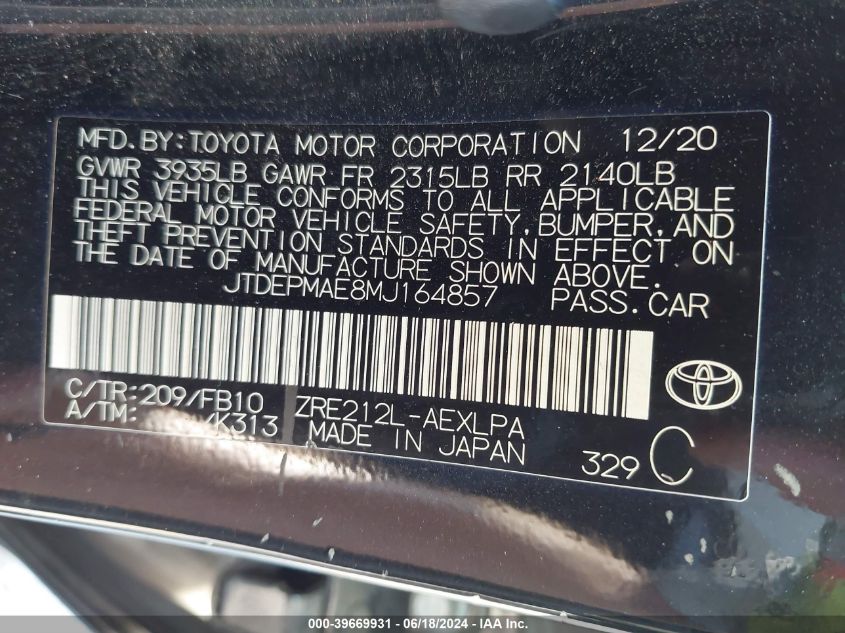 MFD.BY:TOYOTA MOTOR CORPORATION 12/20
GVWR 3935LB GAWR FR 2315LB RR 2140LB
THIS VEHICLE CONFORMS TO ALL APPLICABLE
FEDERAL MOTOR VEHICLE SAFETY,BUMPER,AND
THEFT PREVENTION STANDARDS IN EFFECT ON
THE DATE OF MANUFACTURE SHOWN ABOVE.
JTDEPMAE8MJ164857 PASS.CAR
C/TR:209/FB10 ZRE212L-AEXLPA
A/TM: /K313 MADE IN JAPAN
329 C
000-39669931 - 06/18/2024 - IAA Inc.